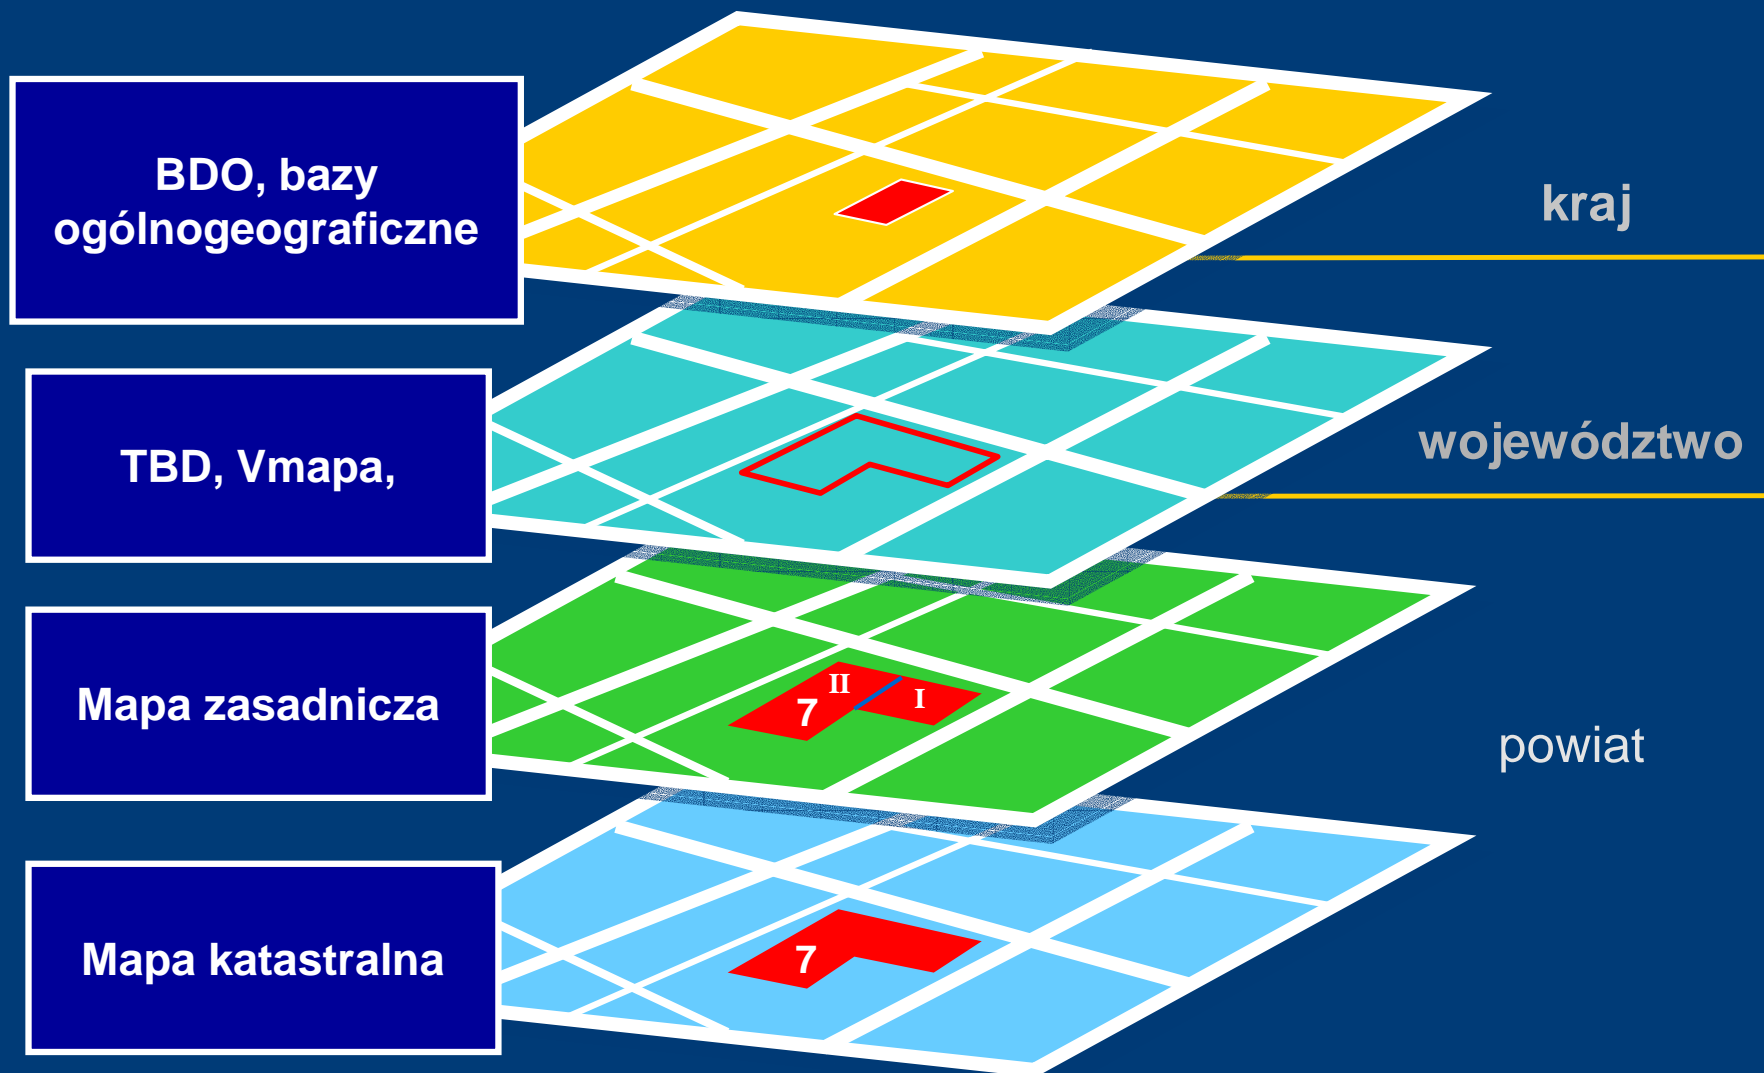 BDO, bazy
ogólnogeograficzne
kraj
TBD, Vmapa,
województwo
Mapa zasadnicza
II
I
7
powiat
Mapa katastralna
7